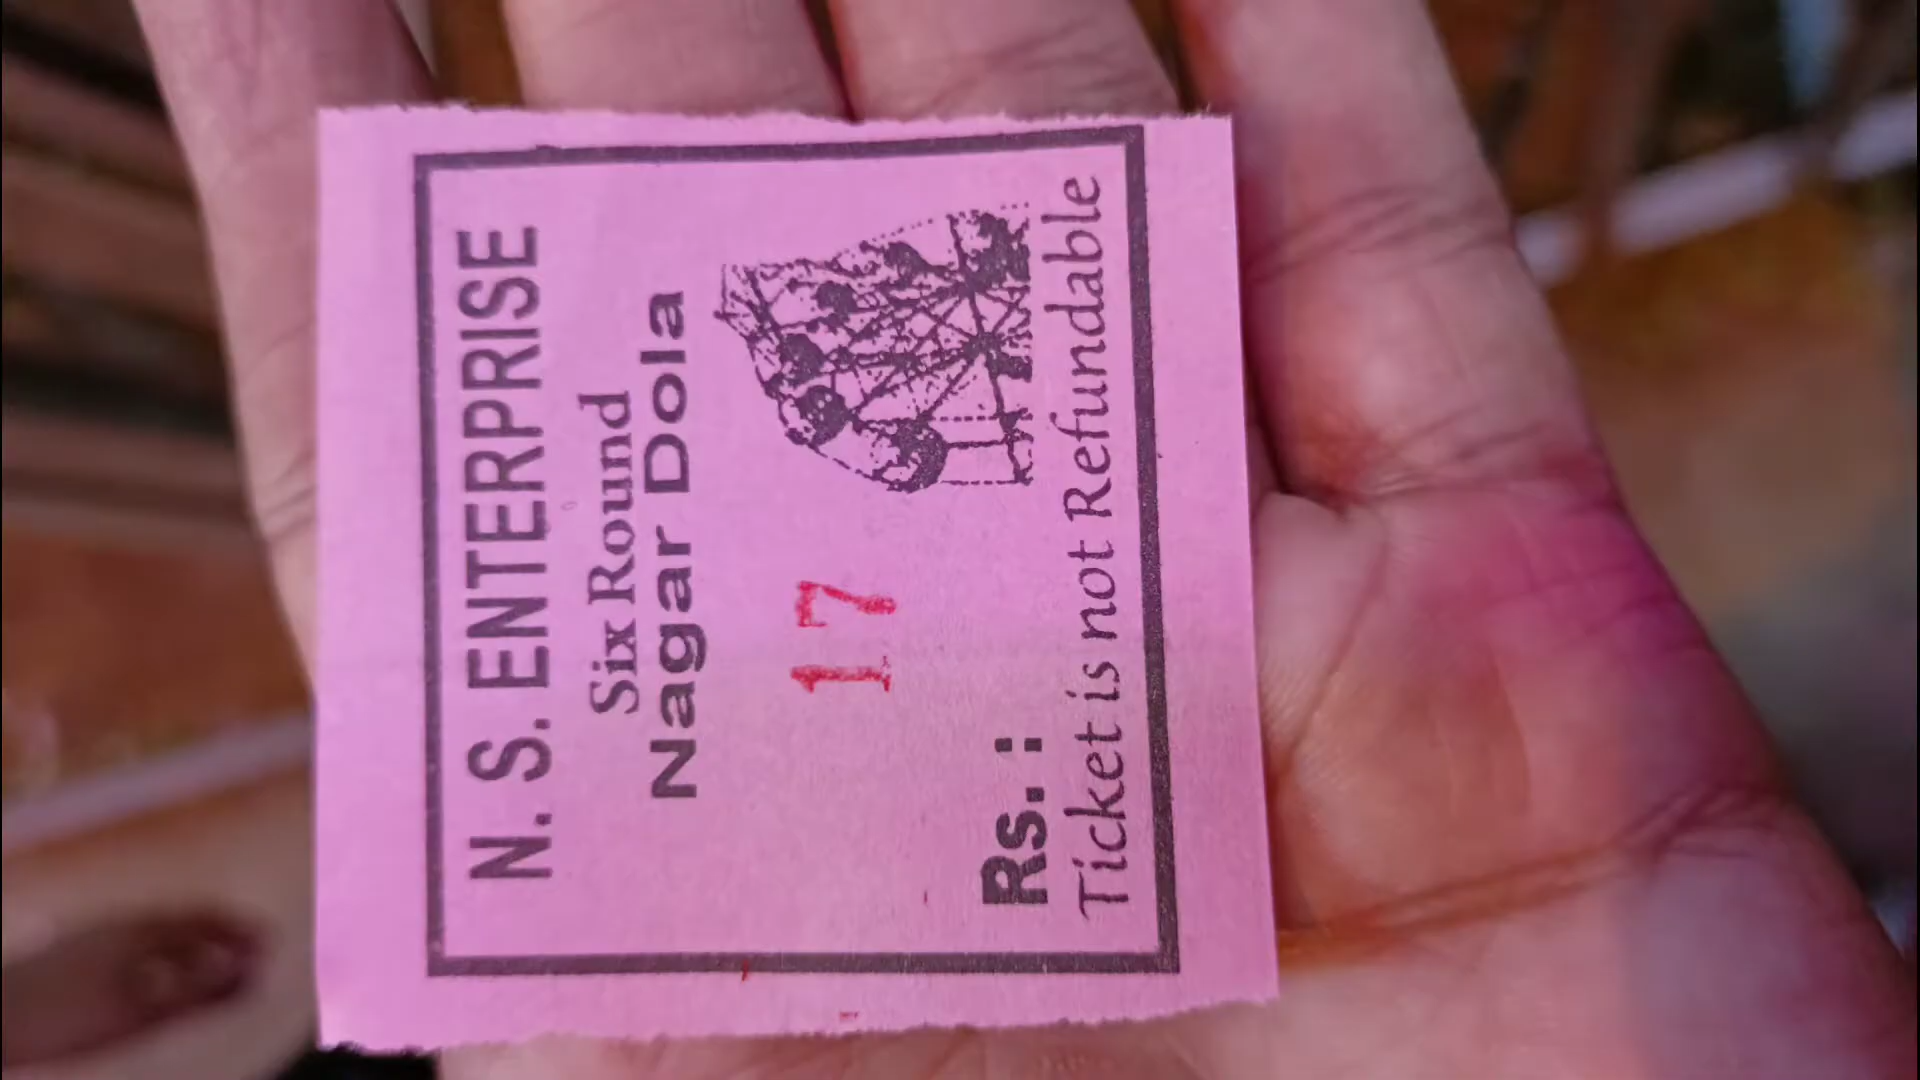 N. S. ENTERPRISE
Six Round
Nagar Dola
17
Rs. :
Ticket is not Refundable